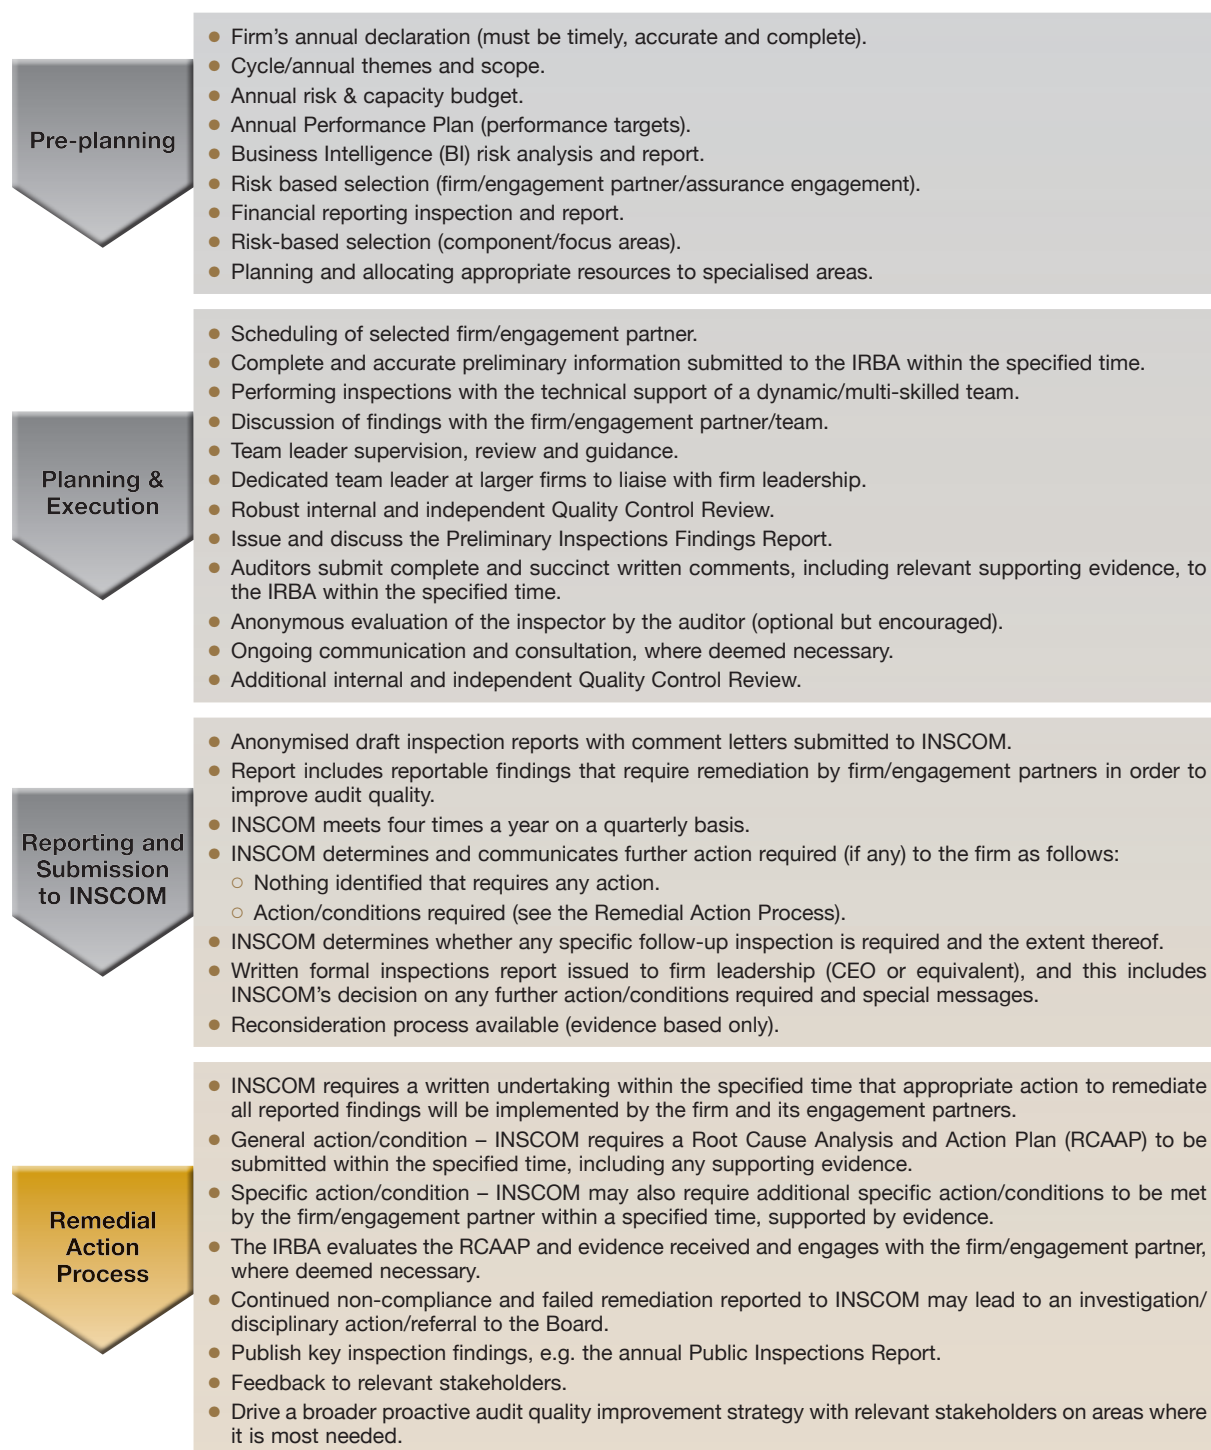 Pre-planning
● Firm's annual declaration (must be timely, accurate and complete).
● Cycle/annual themes and scope.
● Annual risk & capacity budget.
● Annual Performance Plan (performance targets).
● Business Intelligence (BI) risk analysis and report.
● Risk based selection (firm/engagement partner/assurance engagement).
● Financial reporting inspection and report.
● Risk-based selection (component/focus areas).
● Planning and allocating appropriate resources to specialised areas.
Planning &
Execution
● Scheduling of selected firm/engagement partner.
● Complete and accurate preliminary information submitted to the IRBA within the specified time.
● Performing inspections with the technical support of a dynamic/multi-skilled team.
● Discussion of findings with the firm/engagement partner/team.
● Team leader supervision, review and guidance.
● Dedicated team leader at larger firms to liaise with firm leadership.
● Robust internal and independent Quality Control Review.
● Issue and discuss the Preliminary Inspections Findings Report.
● Auditors submit complete and succinct written comments, including relevant supporting evidence, to
the IRBA within the specified time.
● Anonymous evaluation of the inspector by the auditor (optional but encouraged).
● Ongoing communication and consultation, where deemed necessary.
● Additional internal and independent Quality Control Review.
Reporting and
Submission
to INSCOM
● Anonymised draft inspection reports with comment letters submitted to INSCOM.
● Report includes reportable findings that require remediation by firm/engagement partners in order to
improve audit quality.
● INSCOM meets four times a year on a quarterly basis.
● INSCOM determines and communicates further action required (if any) to the firm as follows:
○ Nothing identified that requires any action.
○ Action/conditions required (see the Remedial Action Process).
● INSCOM determines whether any specific follow-up inspection is required and the extent thereof.
● Written formal inspections report issued to firm leadership (CEO or equivalent), and this includes
INSCOM's decision on any further action/conditions required and special messages.
● Reconsideration process available (evidence based only).
Remedial
Action
Process
● INSCOM requires a written undertaking within the specified time that appropriate action to remediate
all reported findings will be implemented by the firm and its engagement partners.
● General action/condition – INSCOM requires a Root Cause Analysis and Action Plan (RCAAP) to be
submitted within the specified time, including any supporting evidence.
● Specific action/condition – INSCOM may also require additional specific action/conditions to be met
by the firm/engagement partner within a specified time, supported by evidence.
● The IRBA evaluates the RCAAP and evidence received and engages with the firm/engagement partner,
where deemed necessary.
● Continued non-compliance and failed remediation reported to INSCOM may lead to an investigation/
disciplinary action/referral to the Board.
● Publish key inspection findings, e.g. the annual Public Inspections Report.
● Feedback to relevant stakeholders.
● Drive a broader proactive audit quality improvement strategy with relevant stakeholders on areas where
it is most needed.